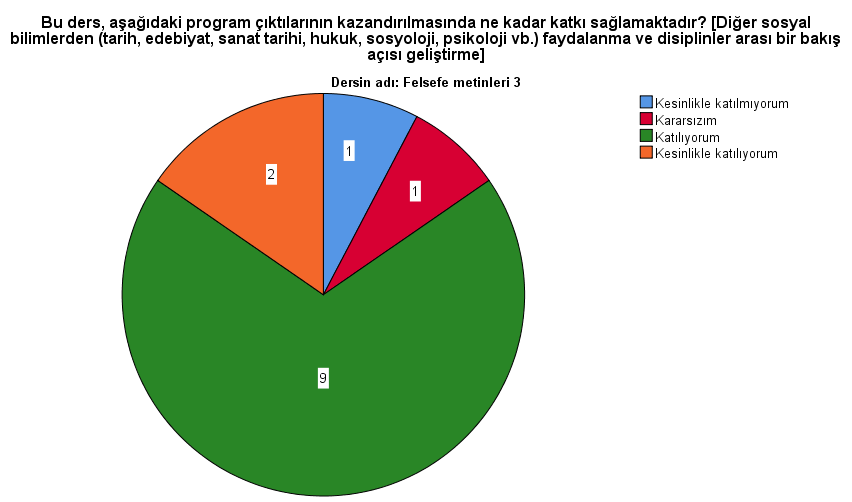 Bu ders, aşağıdaki program çıktılarının kazandırılmasında ne kadar katkı sağlamaktadır? [Diğer sosyal
bilimlerden (tarih, edebiyat, sanat tarihi, hukuk, sosyoloji, psikoloji vb.) faydalanma ve disiplinler arası bir bakış
açısı geliştirme]
Dersin adı: Felsefe metinleri 3
Kesinlikle katılmıyorum
Kararsızım
Katılıyorum
Kesinlikle katılıyorum
1
2
1
9